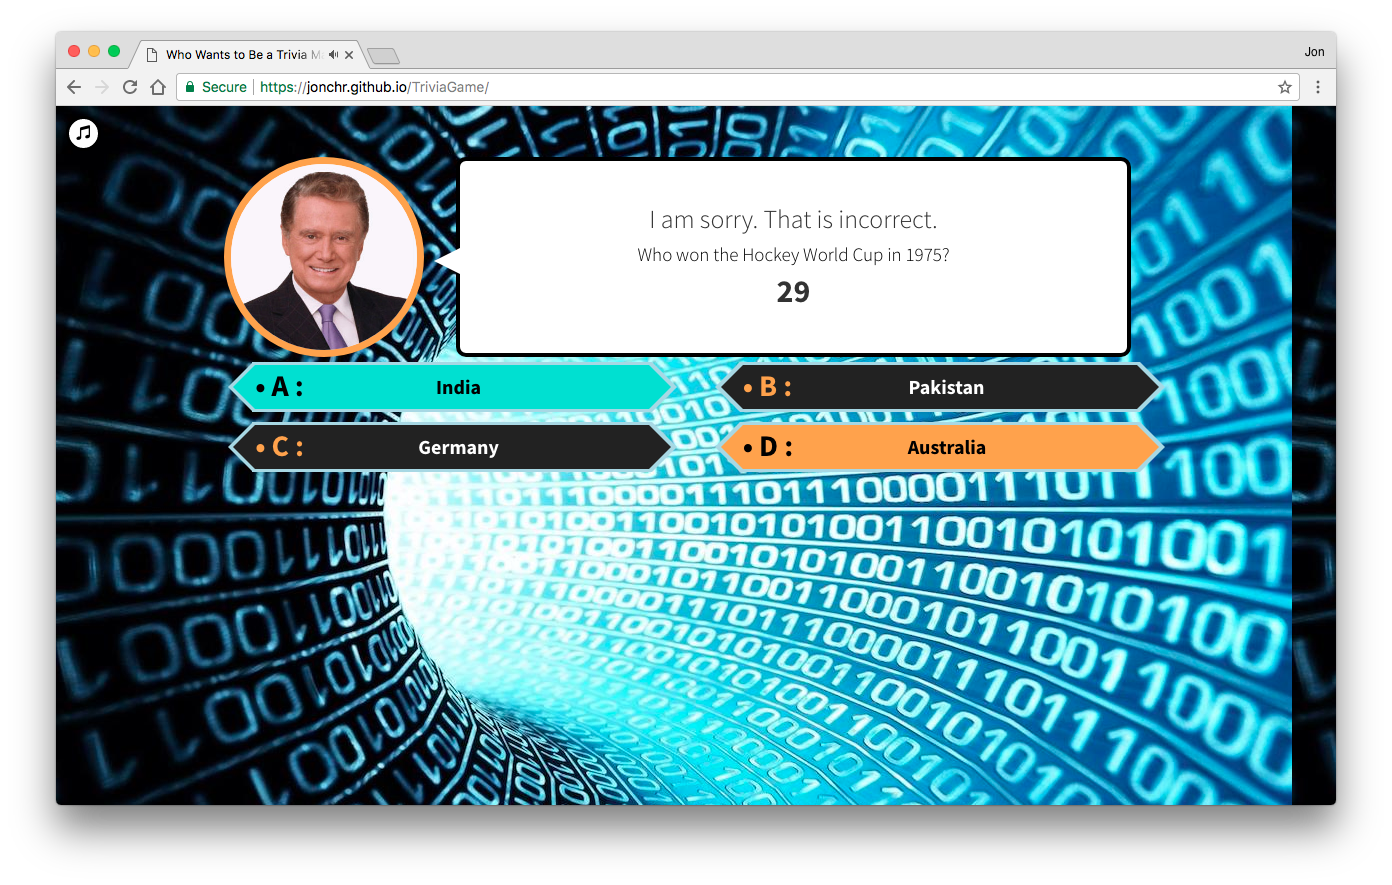 Who Wants to Be a Trivia M
Jon
Secure
https://jonchr.github.io/TriviaGame/
I am sorry. That is incorrect.
Who won the Hockey World Cup in 1975?
29
• A : India
• B : Pakistan
• C : Germany
• D : Australia